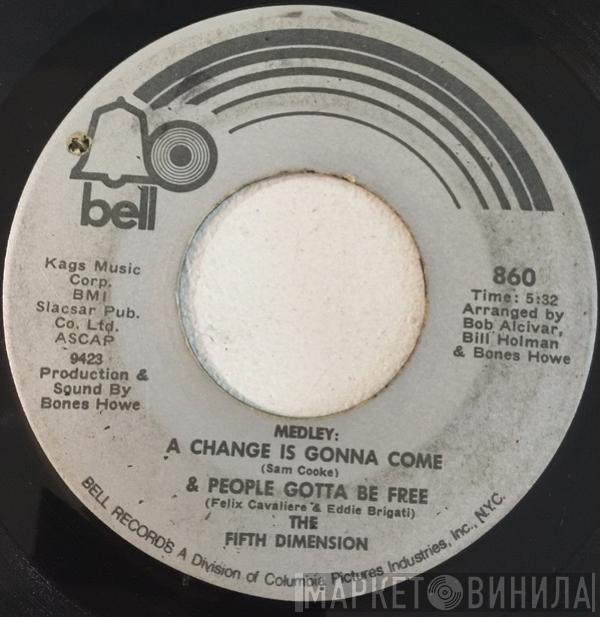 bell
Kags Music
Corp.
BMI
Slacsar Pub.
Co. Ltd.
ASCAP
9423
Production &
Sound By
Bones Howe
860
Time: 5:32
Arranged by
Bob Alcivar,
Bill Holman
& Bones Howe
MEDLEY:
A CHANGE IS GONNA COME
(Sam Cooke)
& PEOPLE GOTTA BE FREE
(Felix Cavaliere & Eddie Brigati)
THE
FIFTH DIMENSION
BELL RECORDS A Division of Columbia Pictures Industries, Inc., N.Y.C.
МАРКЕТ ВИНИЛА